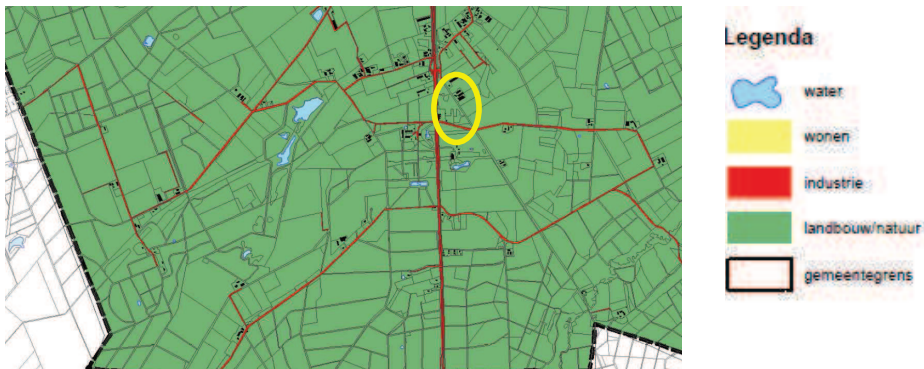 Legenda
water
wonen
industrie
landbouw/natuur
gemeentegrens